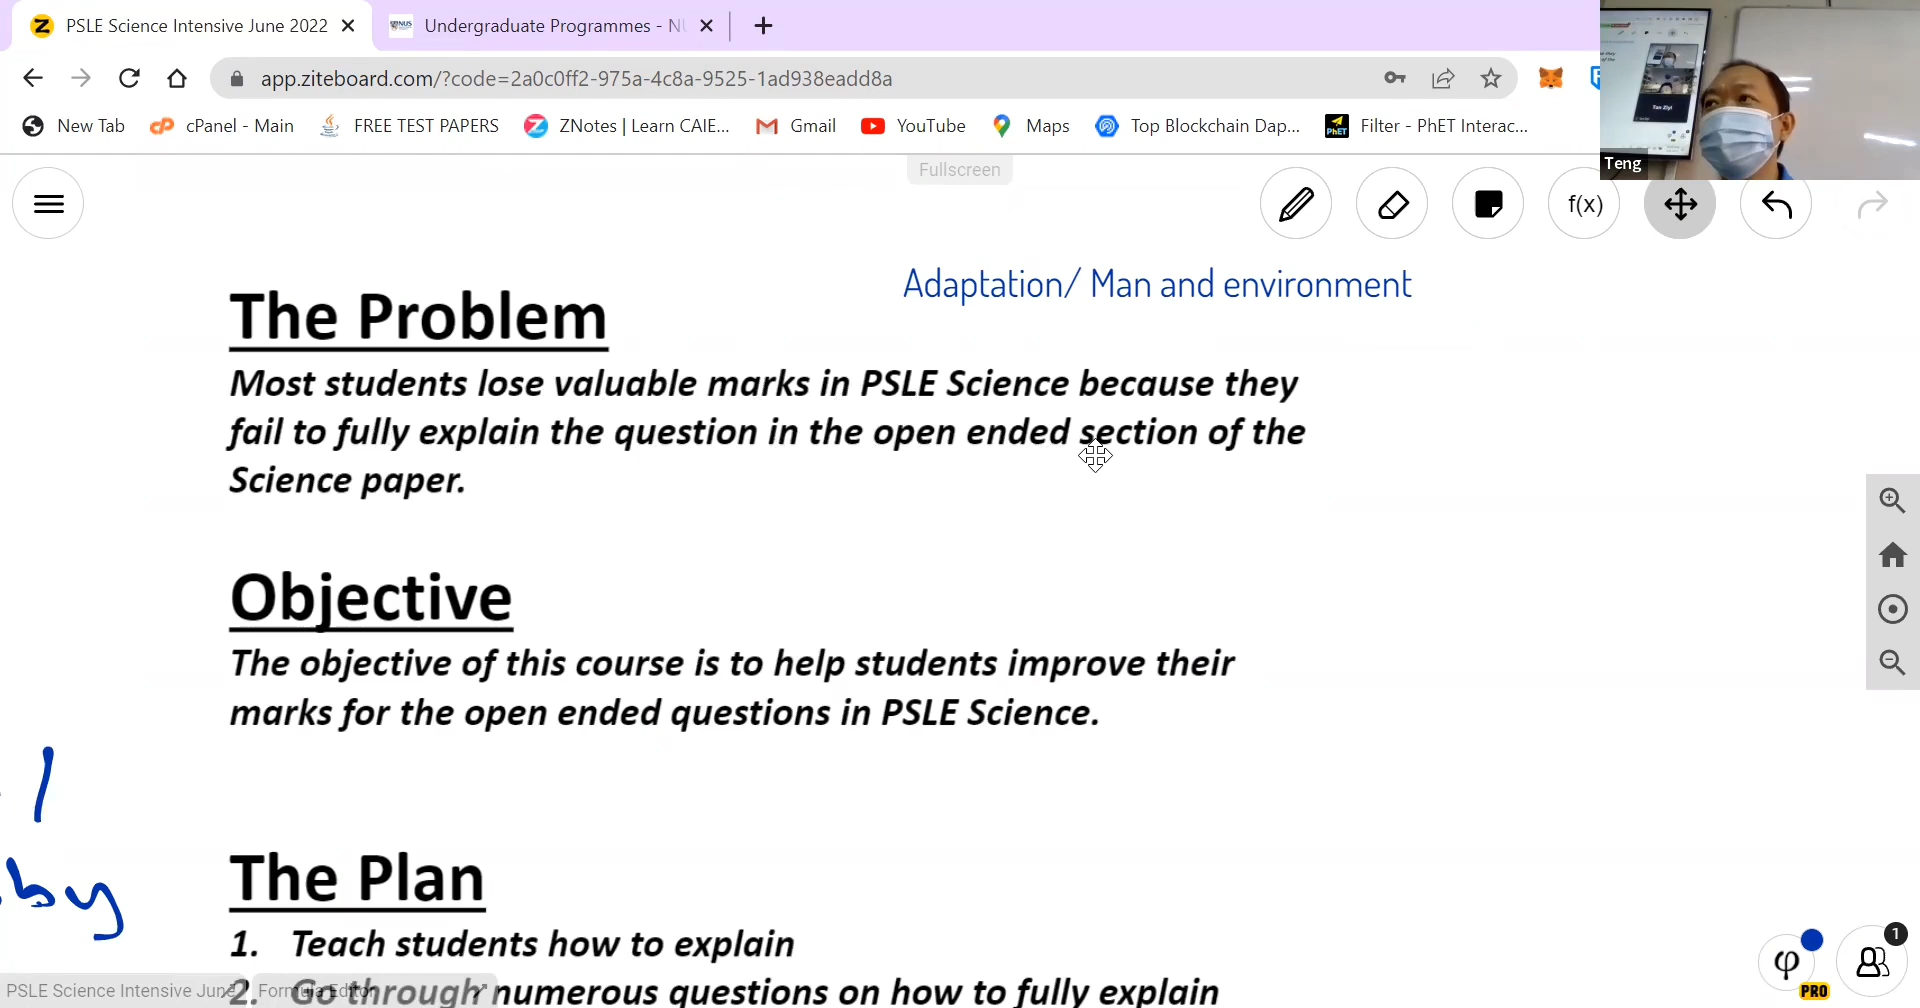 PSLE Science Intensive June 2022
Undergraduate Programmes - NU
app.ziteboard.com/?code=2a0c0ff2-975a-4c8a-9525-1ad938eadd8a
New Tab
cPanel - Main
FREE TEST PAPERS
ZNotes | Learn CAIE...
Gmail
YouTube
Maps
Top Blockchain Dap...
Filter - PhET Interac...
Teng
Fullscreen
f(x)
Adaptation/ Man and environment
The Problem
Most students lose valuable marks in PSLE Science because they
fail to fully explain the question in the open ended section of the
Science paper.
Objective
The objective of this course is to help students improve their
marks for the open ended questions in PSLE Science.
by
The Plan
1. Teach students how to explain
2. Go through numerous questions on how to fully explain
PSLE Science Intensive June
Formula Editor
φ
PRO
1